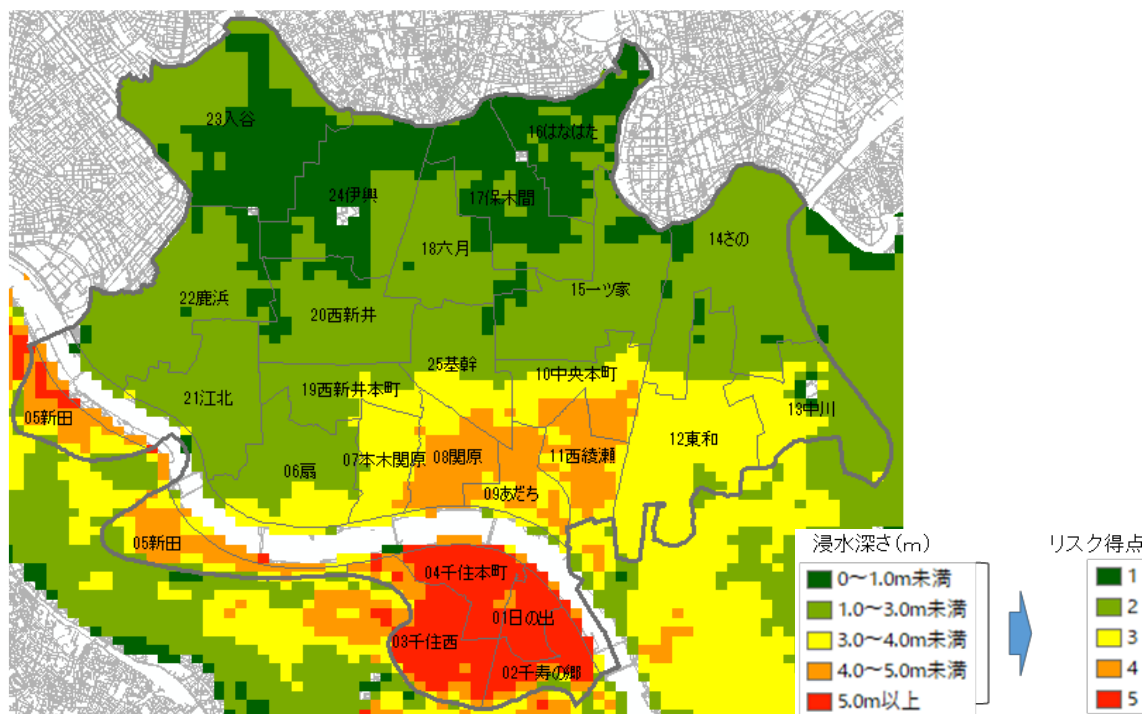 23入谷
16はなはた
24伊興
17保木間
18六月
14さの
22鹿浜
15一ツ家
20西新井
25基幹
10中央本町
19西新井本町
21江北
13中川
05新田
12東和
07本木関原
08関原
11西綾瀬
06扇
09あだち
05新田
04千住本町
01日の出
03千住西
02千寿の郷
浸水深さ(m)
0～1.0m未満
1.0～3.0m未満
3.0～4.0m未満
4.0～5.0m未満
5.0m以上
リスク得点
1
2
3
4
5